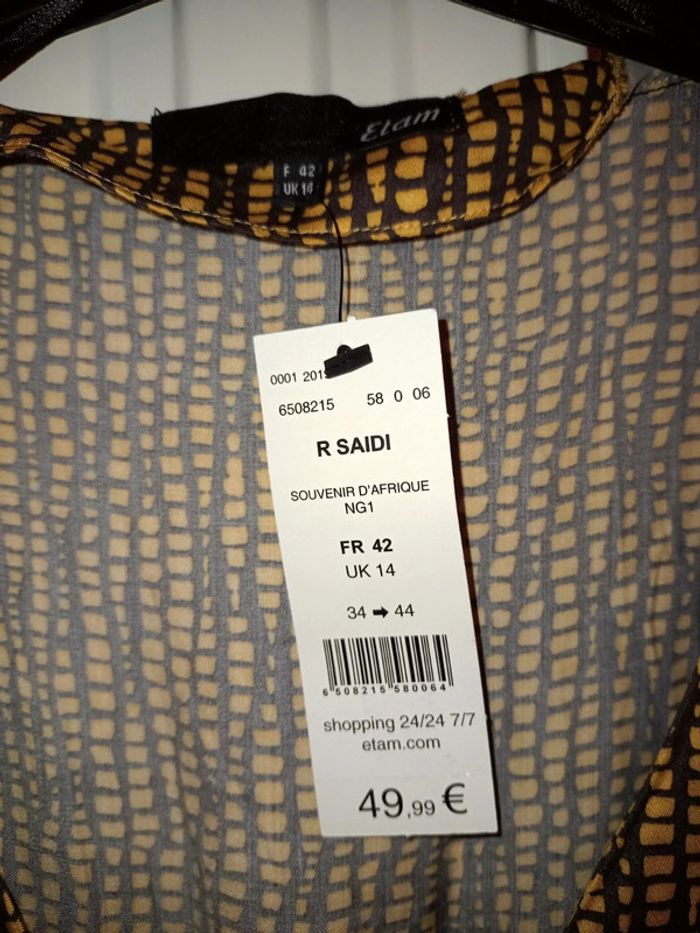 Etam
F 42
UK 14
0001 201
6508215 58 0 06
R SAIDI
SOUVENIR D'AFRIQUE
NG1
FR 42
UK 14
34 ➡ 44
6 508215 580064
shopping 24/24 7/7
etam.com
49,99 €